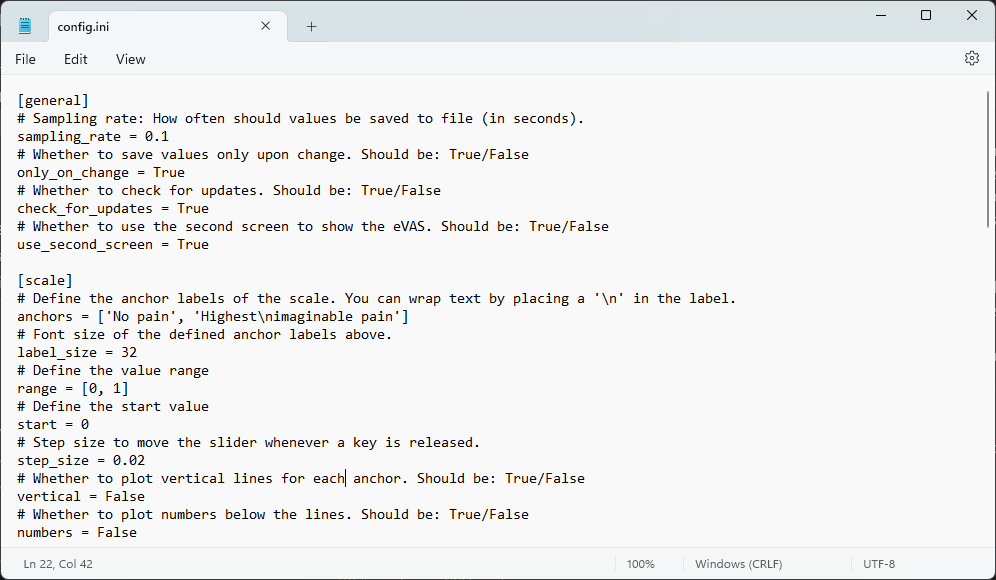 config.ini
File Edit View
[general]
# Sampling rate: How often should values be saved to file (in seconds).
sampling_rate = 0.1
# Whether to save values only upon change. Should be: True/False
only_on_change = True
# Whether to check for updates. Should be: True/False
check_for_updates = True
# Whether to use the second screen to show the eVAS. Should be: True/False
use_second_screen = True
[scale]
# Define the anchor labels of the scale. You can wrap text by placing a '\n' in the label.
anchors = ['No pain', 'Highest\nimaginable pain']
# Font size of the defined anchor labels above.
label_size = 32
# Define the value range
range = [0, 1]
# Define the start value
start = 0
# Step size to move the slider whenever a key is released.
step_size = 0.02
# Whether to plot vertical lines for each anchor. Should be: True/False
vertical = False
# Whether to plot numbers below the lines. Should be: True/False
numbers = False
Ln 22, Col 42 100% Windows (CRLF) UTF-8